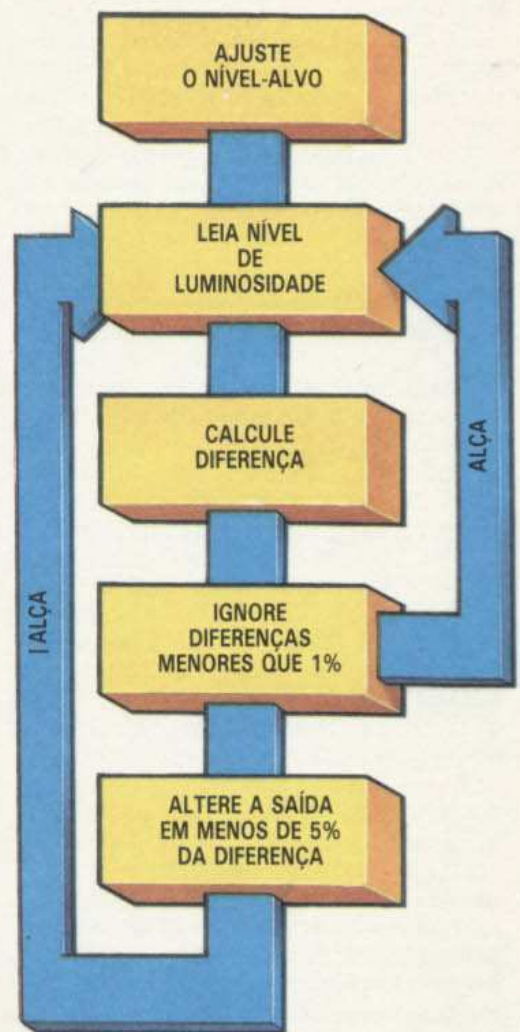 AJUSTE
O NÍVEL-ALVO
LEIA NÍVEL
DE
LUMINOSIDADE
CALCULE
DIFERENÇA
ALÇA
IGNORE
DIFERENÇAS
MENORES QUE 1%
ALÇA
ALTERE A SAÍDA
EM MENOS DE 5%
DA DIFERENÇA